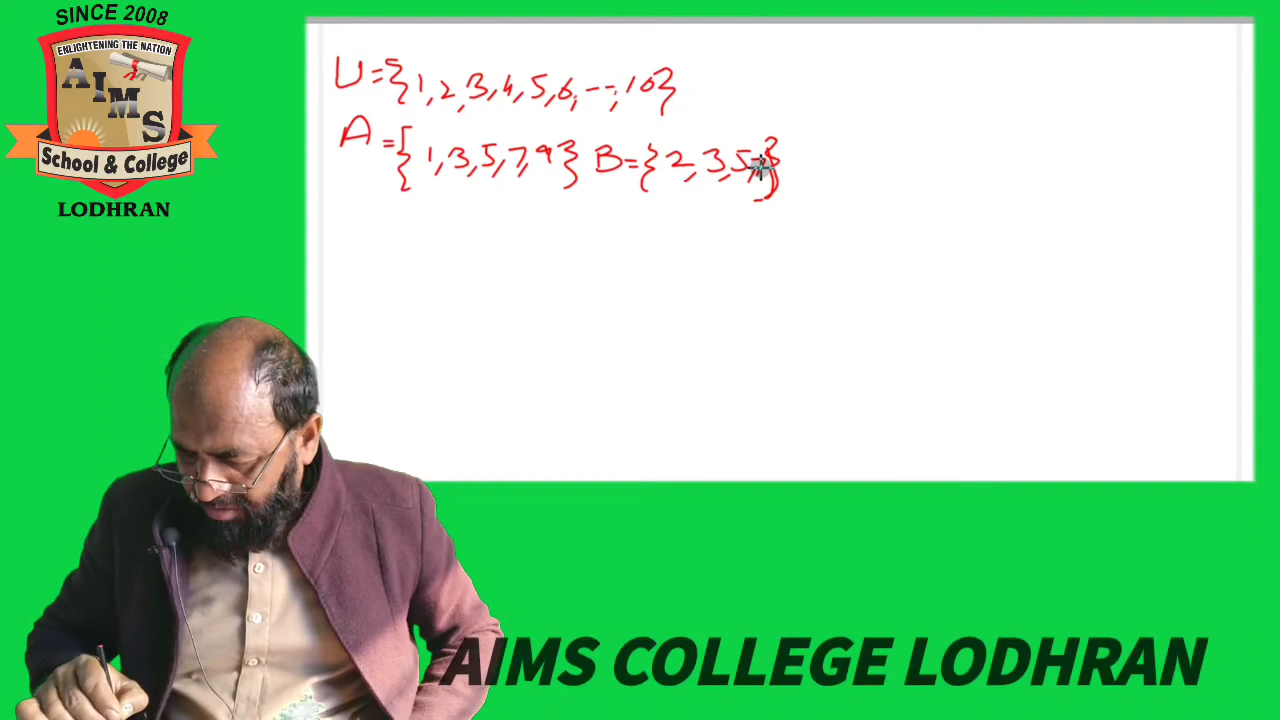 SINCE 2008
ENLIGHTENING THE NATION
AIMS
School & College
LODHRAN
U={1,2,3,4,5,6,--,10}
A={1,3,5,7,9} B={2,3,5,}
AIMS COLLEGE LODHRAN